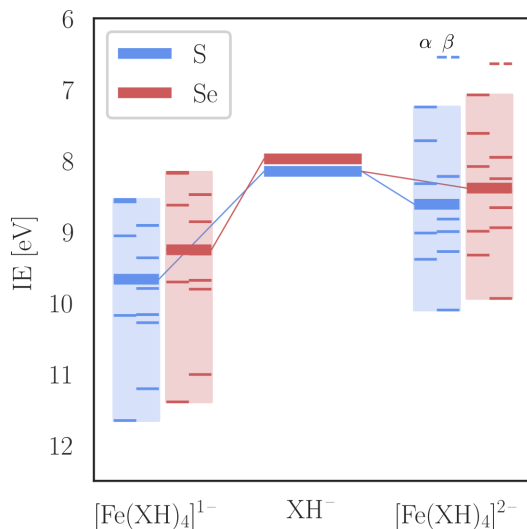 6
α β
S
Se
7
8
9
IE [eV]
10
11
12
[Fe(XH)₄]¹⁻ XH⁻ [Fe(XH)₄]²⁻